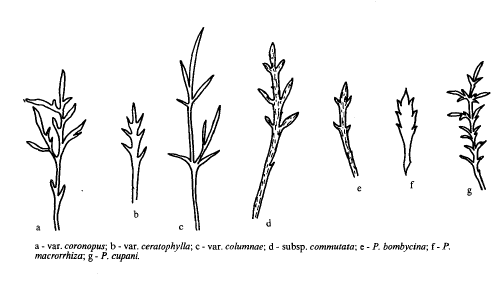 a
b
c
d
e
f
g
a - var. coronopus; b - var. ceratophylla; c - var. columnae; d - subsp. commutata; e - P. bombycina; f - P.
macrorrhiza; g - P. cupani.